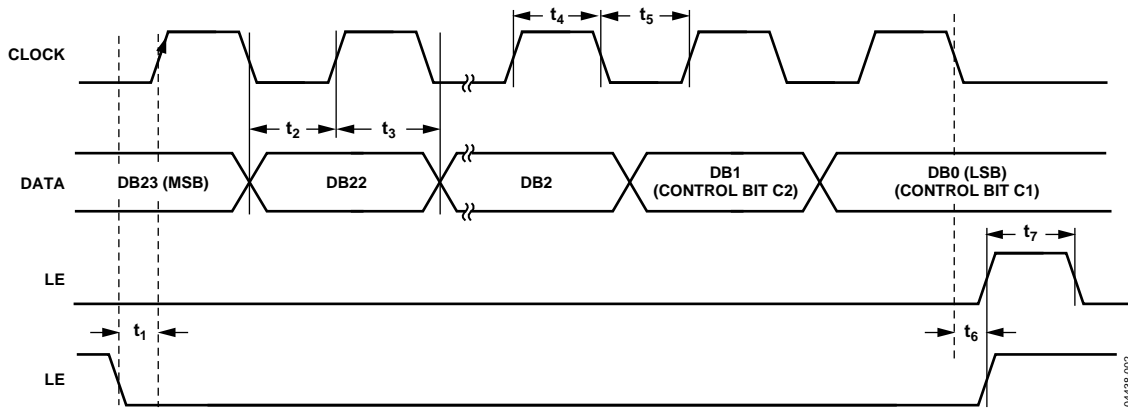 t4
t5
CLOCK
t2
t3
DATA
DB23 (MSB)
DB22
DB2
DB1
(CONTROL BIT C2)
DB0 (LSB)
(CONTROL BIT C1)
t7
LE
t1
t6
LE
04438-002